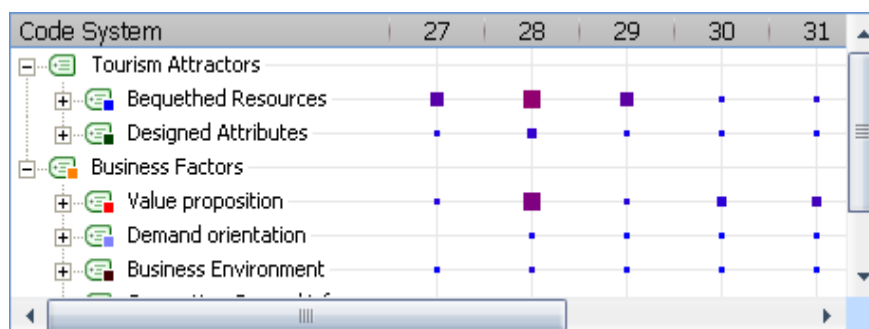 Code System 27 28 29 30 31
Tourism Attractors
Bequethed Resources
Designed Attributes
Business Factors
Value proposition
Demand orientation
Business Environment